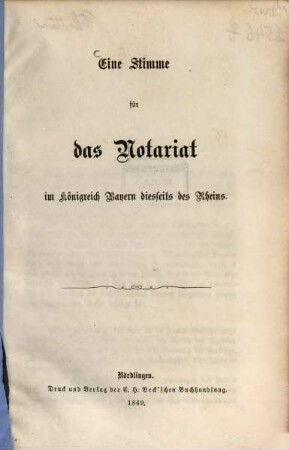 Eine Stimme
für
das Notariat
im Königreich Bayern diesseits des Rheins.
Nördlingen.
Druck und Verlag der C. H. Beck'schen Buchhandlung.
1860.